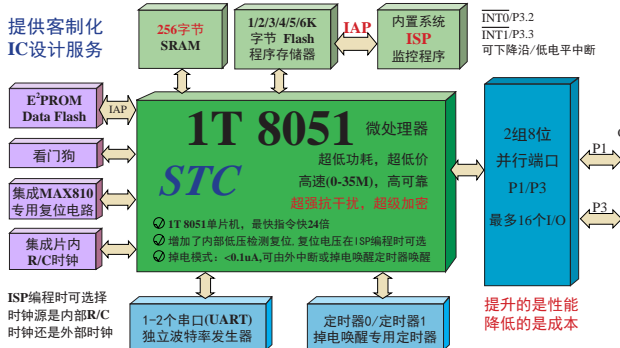 提供客制化
IC设计服务
256字节
SRAM
1/2/3/4/5/6K
字节 Flash
程序存储器
IAP
内置系统
ISP
监控程序
INT0/P3.2
INT1/P3.3
可下降沿/低电平中断
E²PROM
Data Flash
IAP
看门狗
集成MAX810
专用复位电路
集成片内
R/C时钟
1T 8051 微处理器
STC
超低功耗，超低价
高速(0-35M)，高可靠
超强抗干扰，超级加密
1T 8051单片机，最快指令快24倍
增加了内部低压检测复位, 复位电压在ISP编程时可选
掉电模式：<0.1uA,可由外中断或掉电唤醒定时器唤醒
2组8位
并行端口
P1/P3
最多16个I/O
P1
P3
ISP编程时可选择
时钟源是内部R/C
时钟还是外部时钟
1-2个串口(UART)
独立波特率发生器
定时器0/定时器1
掉电唤醒专用定时器
提升的是性能
降低的是成本